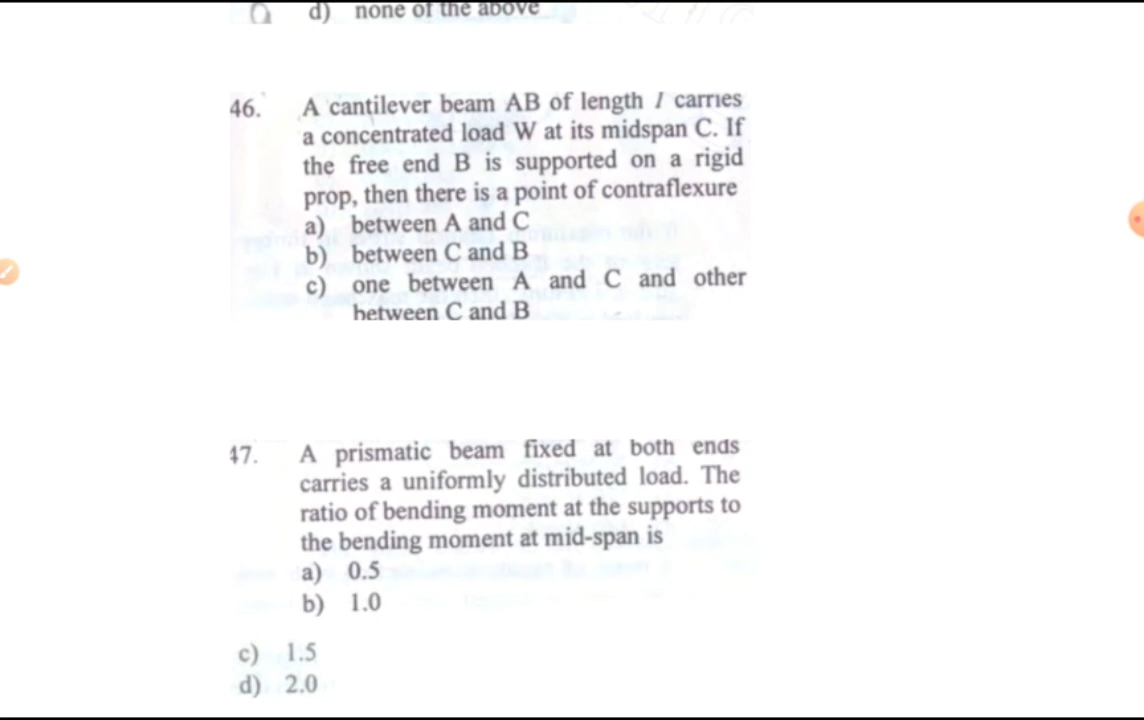 d) none of the above
46. A cantilever beam AB of length l carries
a concentrated load W at its midspan C. If
the free end B is supported on a rigid
prop, then there is a point of contraflexure
a) between A and C
b) between C and B
c) one between A and C and other
between C and B
47. A prismatic beam fixed at both ends
carries a uniformly distributed load. The
ratio of bending moment at the supports to
the bending moment at mid-span is
a) 0.5
b) 1.0
c) 1.5
d) 2.0